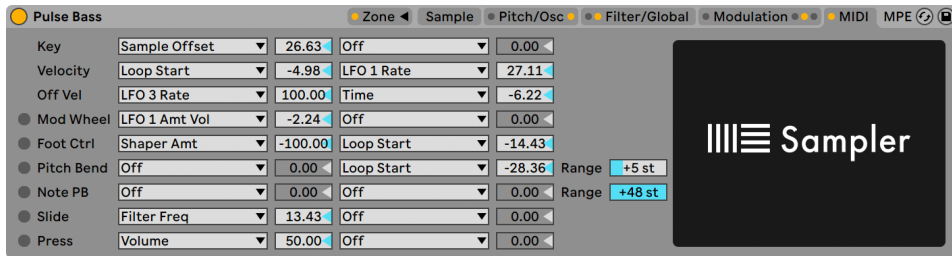 Pulse Bass Zone Sample Pitch/Osc Filter/Global Modulation MIDI MPE
Key Sample Offset 26.63 Off 0.00
Velocity Loop Start -4.98 LFO 1 Rate 27.11
Off Vel LFO 3 Rate 100.00 Time -6.22
Mod Wheel LFO 1 Amt Vol -2.24 Off 0.00
Foot Ctrl Shaper Amt -100.00 Loop Start -14.43
Pitch Bend Off 0.00 Loop Start -28.36 Range +5 st
Note PB Off 0.00 Off 0.00 Range +48 st
Slide Filter Freq 13.43 Off 0.00
Press Volume 50.00 Off 0.00
Sampler